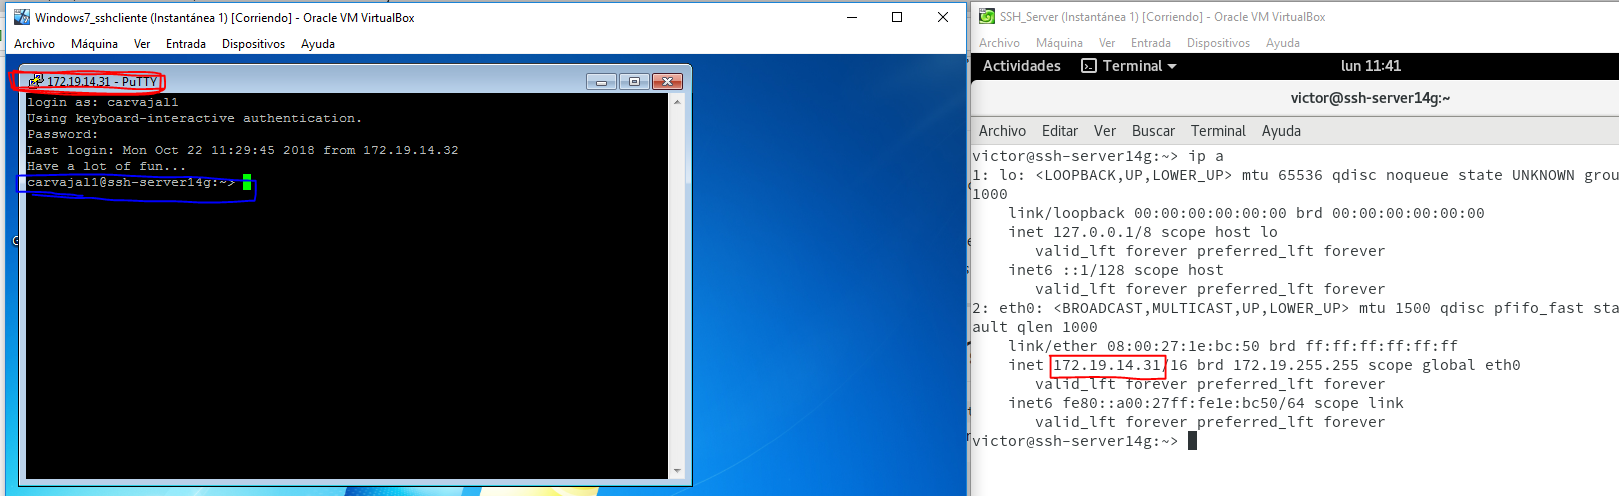 Windows7_sshcliente (Instantánea 1) [Corriendo] - Oracle VM VirtualBox
Archivo Máquina Ver Entrada Dispositivos Ayuda
172.19.14.31 - PuTTY
login as: carvajal1
Using keyboard-interactive authentication.
Password:
Last login: Mon Oct 22 11:29:45 2018 from 172.19.14.32
Have a lot of fun...
carvajal1@ssh-server14g:~>
SSH_Server (Instantánea 1) [Corriendo] - Oracle VM VirtualBox
Archivo Máquina Ver Entrada Dispositivos Ayuda
Actividades Terminal lun 11:41
victor@ssh-server14g:~
Archivo Editar Ver Buscar Terminal Ayuda
victor@ssh-server14g:~> ip a
1: lo: <LOOPBACK,UP,LOWER_UP> mtu 65536 qdisc noqueue state UNKNOWN grou
1000
link/loopback 00:00:00:00:00:00 brd 00:00:00:00:00:00
inet 127.0.0.1/8 scope host lo
valid_lft forever preferred_lft forever
inet6 ::1/128 scope host
valid_lft forever preferred_lft forever
2: eth0: <BROADCAST,MULTICAST,UP,LOWER_UP> mtu 1500 qdisc pfifo_fast sta
ault qlen 1000
link/ether 08:00:27:1e:bc:50 brd ff:ff:ff:ff:ff:ff
inet 172.19.14.31/16 brd 172.19.255.255 scope global eth0
valid_lft forever preferred_lft forever
inet6 fe80::a00:27ff:fe1e:bc50/64 scope link
valid_lft forever preferred_lft forever
victor@ssh-server14g:~>